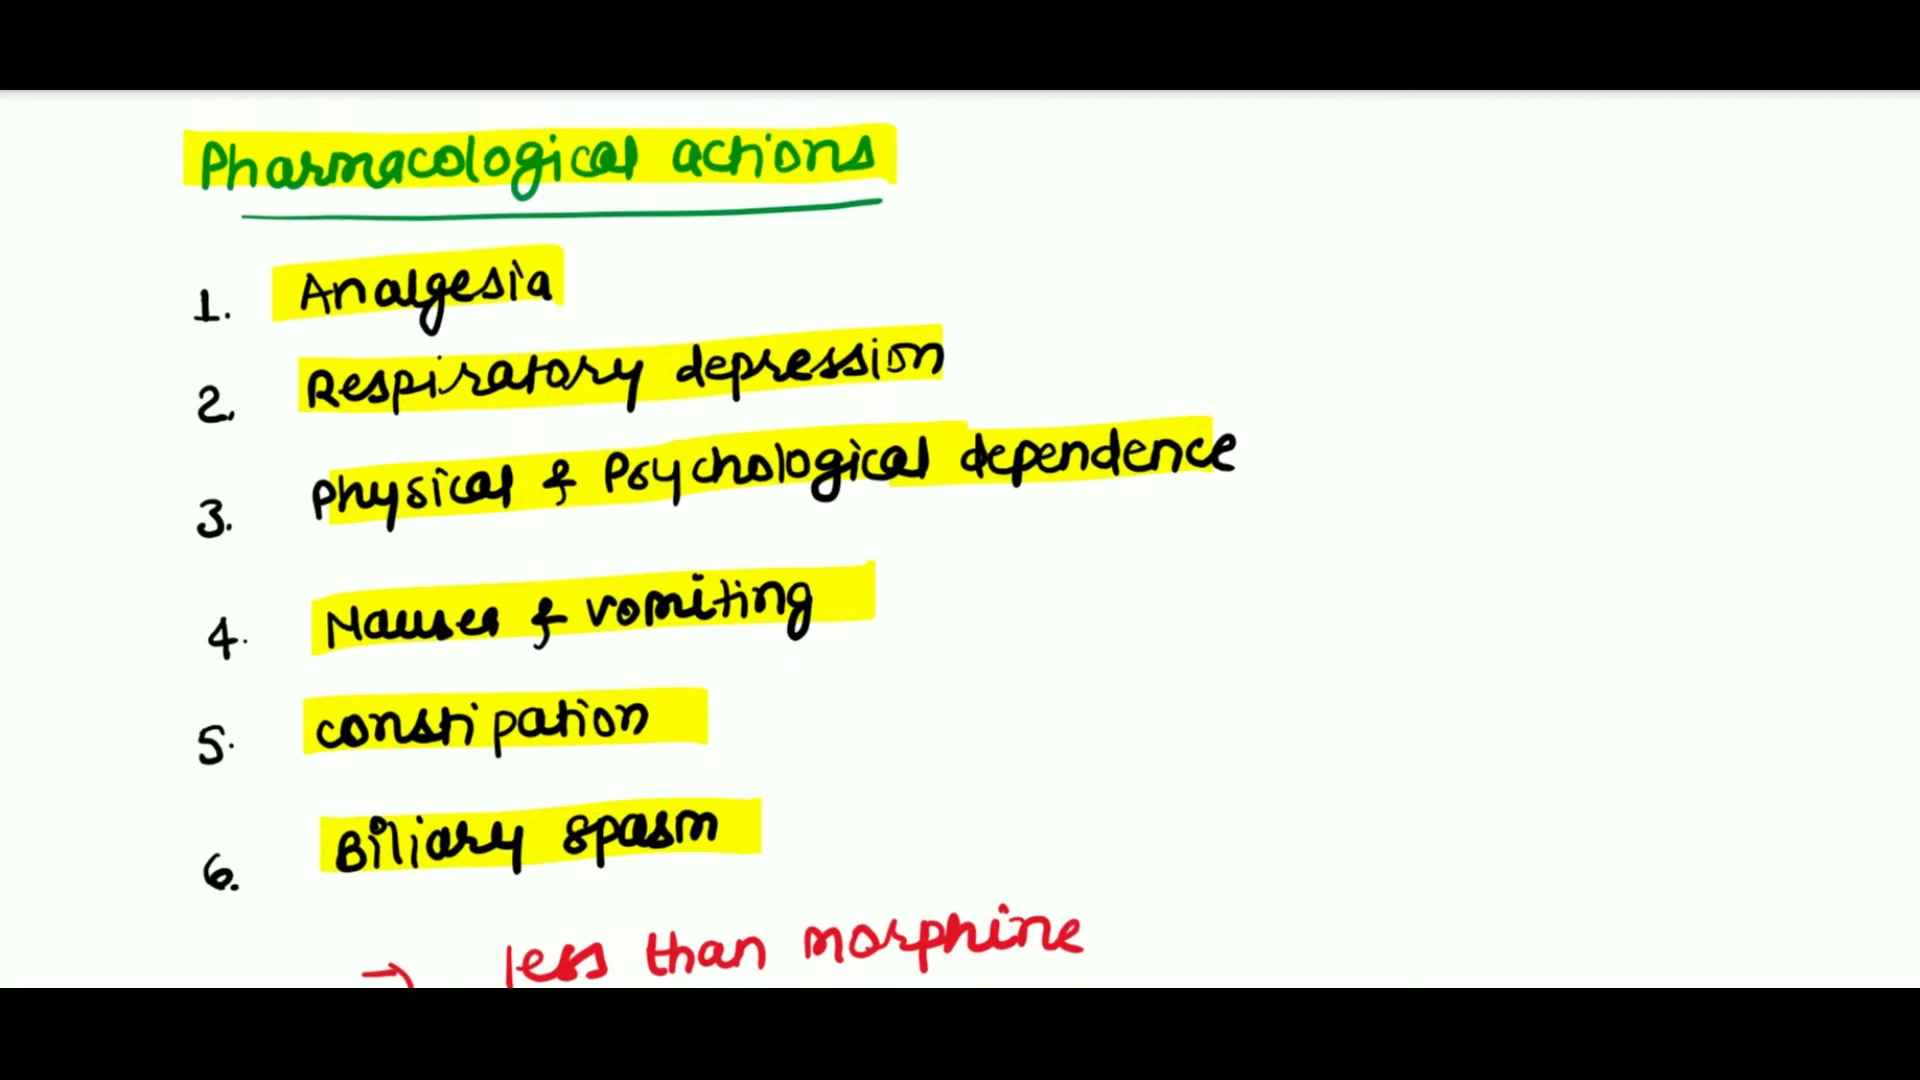 Pharmacological actions
1. Analgesia
2. Respiratory depression
3. Physical & Psychological dependence
4. Nausea & vomiting
5. constipation
6. Biliary spasm
→ less than morphine